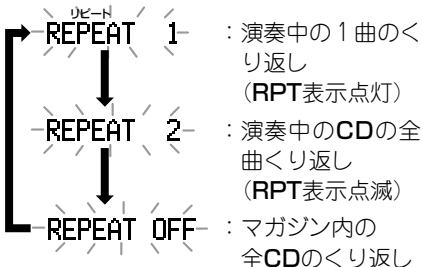 リピート
REPEAT 1
：演奏中の1曲のく
り返し
（RPT表示点灯）
REPEAT 2
：演奏中のCDの全
曲くり返し
（RPT表示点滅）
REPEAT OFF
：マガジン内の
全CDのくり返し